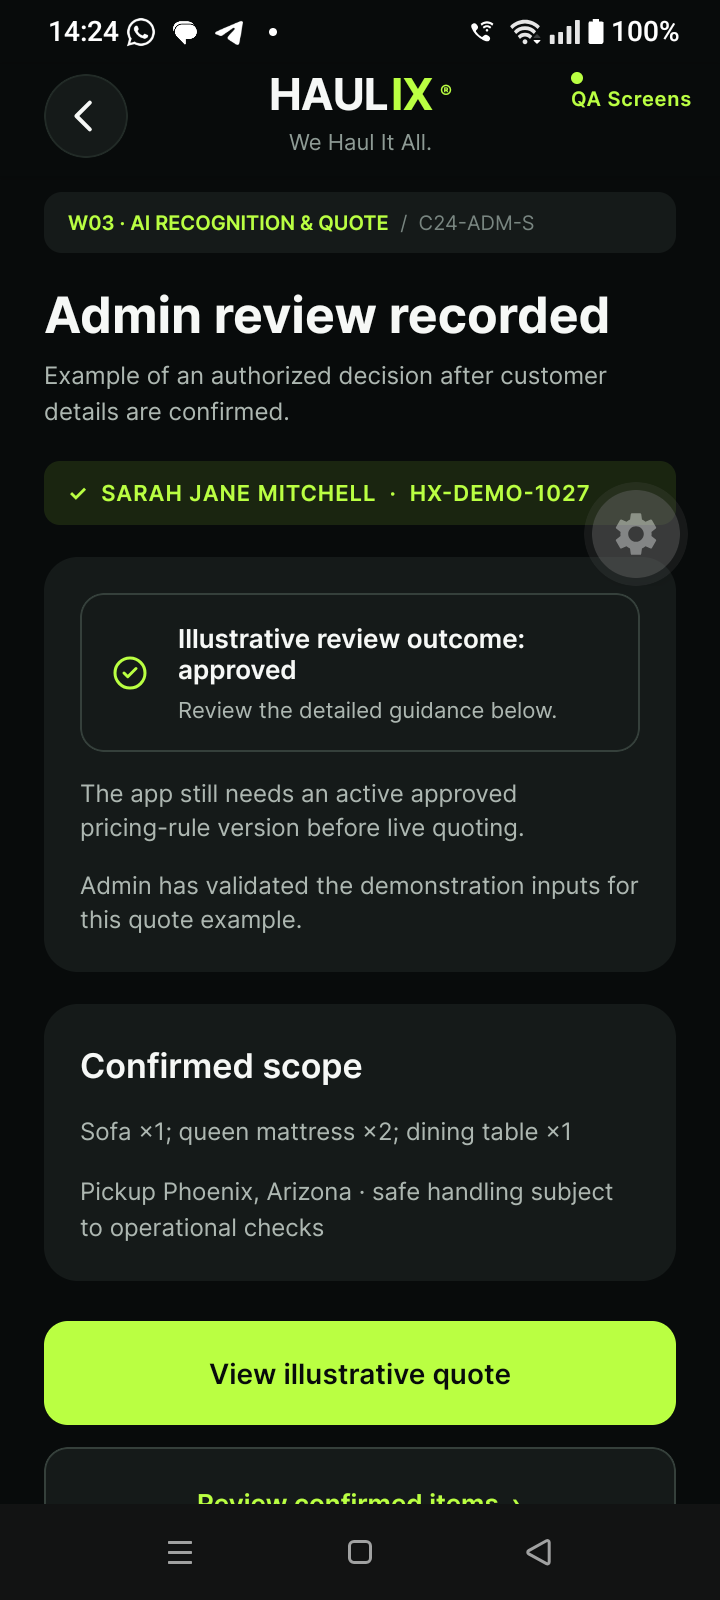 14:24 100%
HAULIX ®
QA Screens
We Haul It All.
W03 · AI RECOGNITION & QUOTE / C24-ADM-S
Admin review recorded
Example of an authorized decision after customer
details are confirmed.
SARAH JANE MITCHELL · HX-DEMO-1027
Illustrative review outcome:
approved
Review the detailed guidance below.
The app still needs an active approved
pricing-rule version before live quoting.
Admin has validated the demonstration inputs for
this quote example.
Confirmed scope
Sofa ×1; queen mattress ×2; dining table ×1
Pickup Phoenix, Arizona · safe handling subject
to operational checks
View illustrative quote
Review confirmed items ›